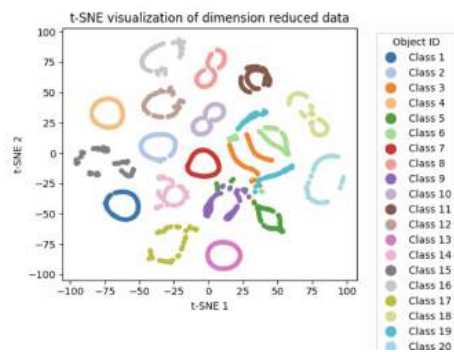 t-SNE visualization of dimension reduced data
100
75
50
25
0
−25
−50
−75
−100
t-SNE 2
−100 −75 −50 −25 0 25 50 75 100
t-SNE 1
Object ID
Class 1
Class 2
Class 3
Class 4
Class 5
Class 6
Class 7
Class 8
Class 9
Class 10
Class 11
Class 12
Class 13
Class 14
Class 15
Class 16
Class 17
Class 18
Class 19
Class 20